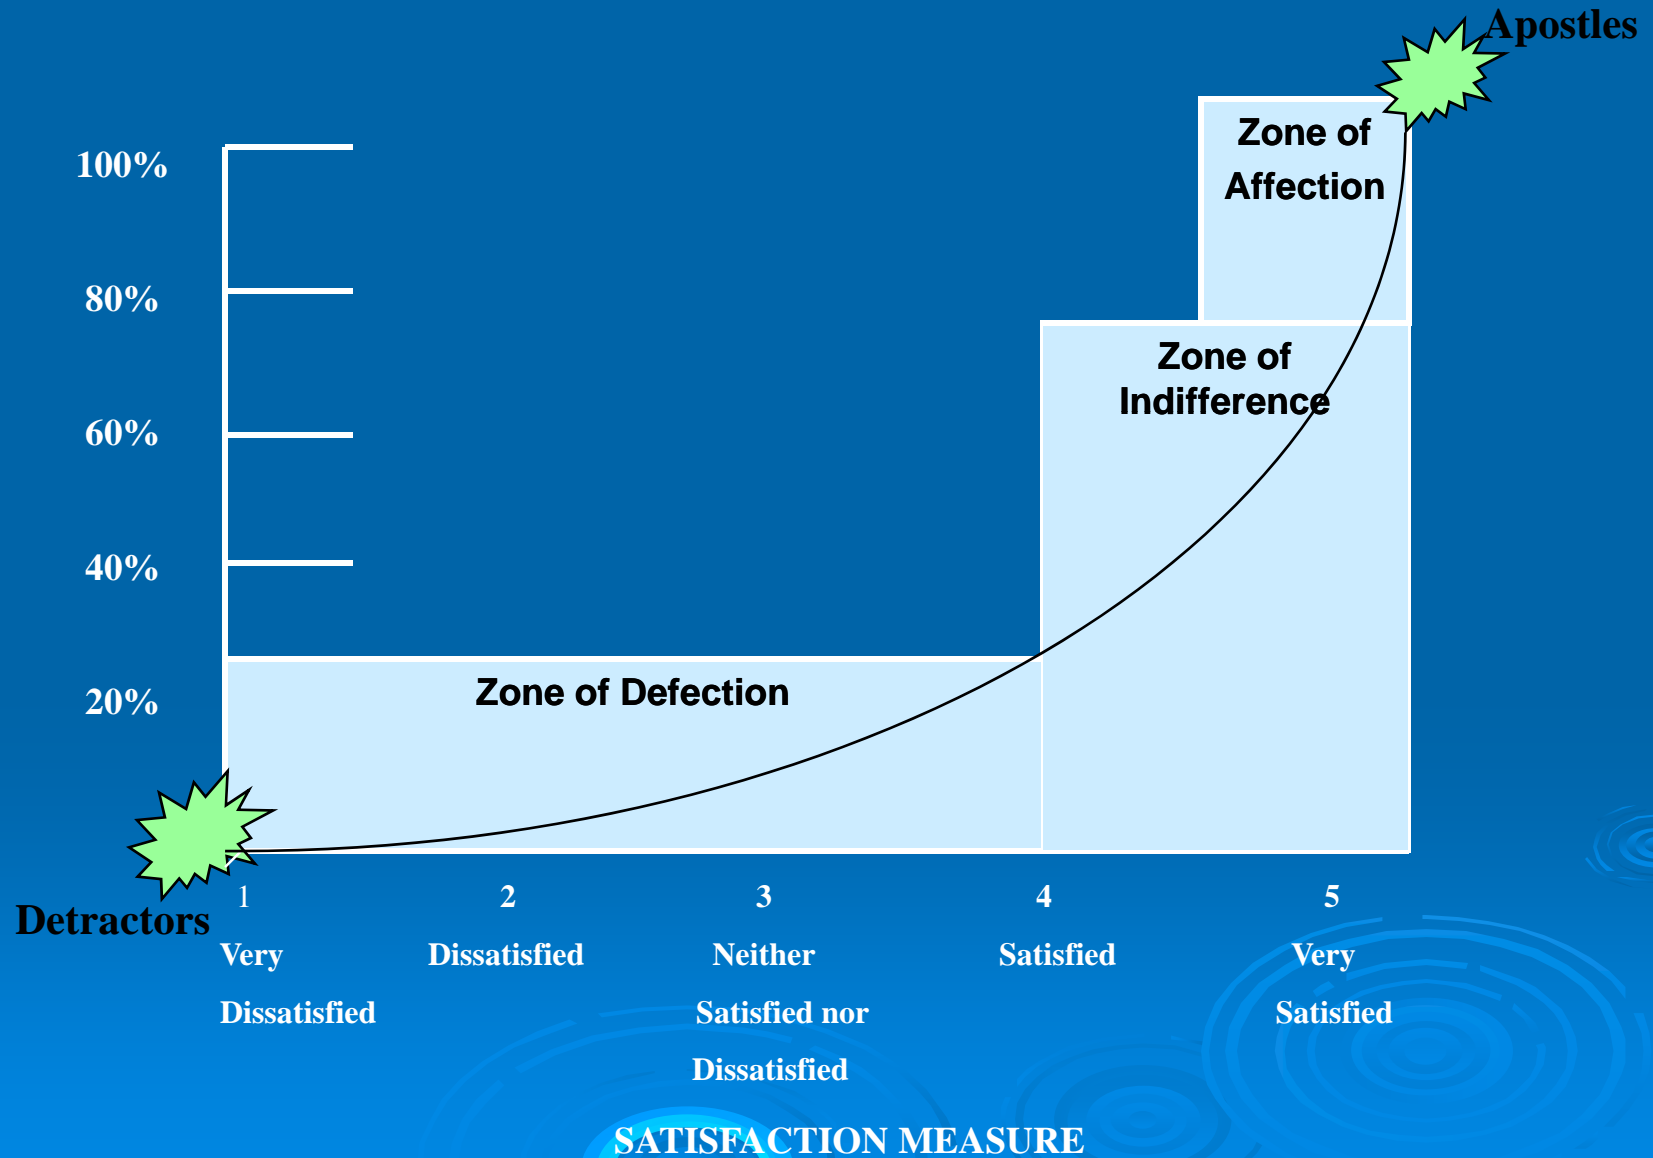 Apostles
Zone of
Affection
100%
80%
Zone of
Indifference
60%
40%
Zone of Defection
20%
Detractors
1 2 3 4 5
Very Dissatisfied Neither Satisfied Very
Dissatisfied Satisfied nor Satisfied
Dissatisfied
SATISFACTION MEASURE